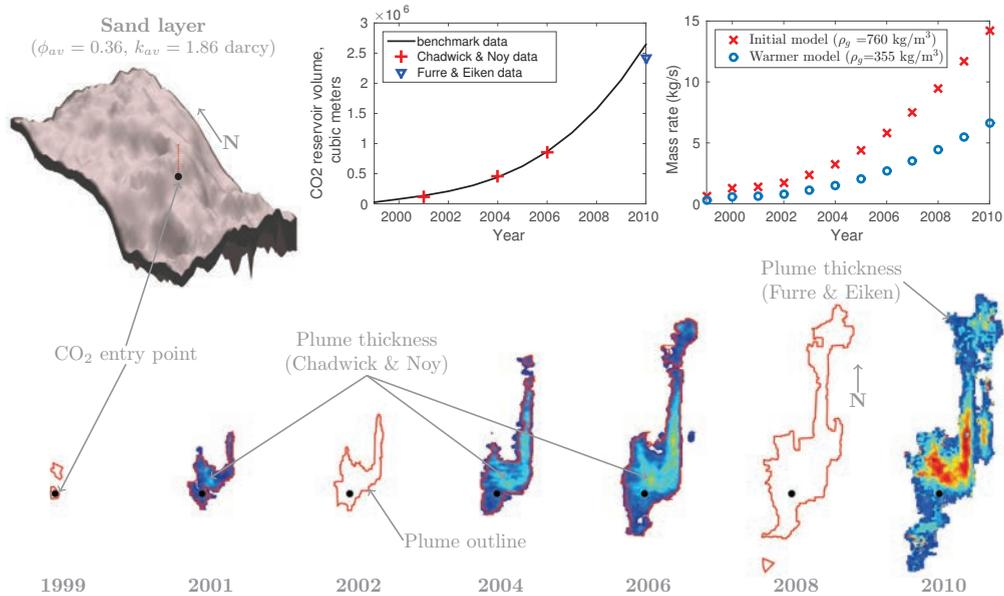 Sand layer
(ϕav = 0.36, kav = 1.86 darcy)
N
CO2 entry point
× 10^6
3
2.5
2
1.5
1
0.5
0
CO2 reservoir volume,
cubic meters
benchmark data
Chadwick & Noy data
Furre & Eiken data
2000 2002 2004 2006 2008 2010
Year
15
10
5
0
Mass rate (kg/s)
Initial model (ρg =760 kg/m³)
Warmer model (ρg=355 kg/m³)
2000 2002 2004 2006 2008 2010
Year
Plume thickness
(Chadwick & Noy)
Plume thickness
(Furre & Eiken)
N
Plume outline
1999 2001 2002 2004 2006 2008 2010